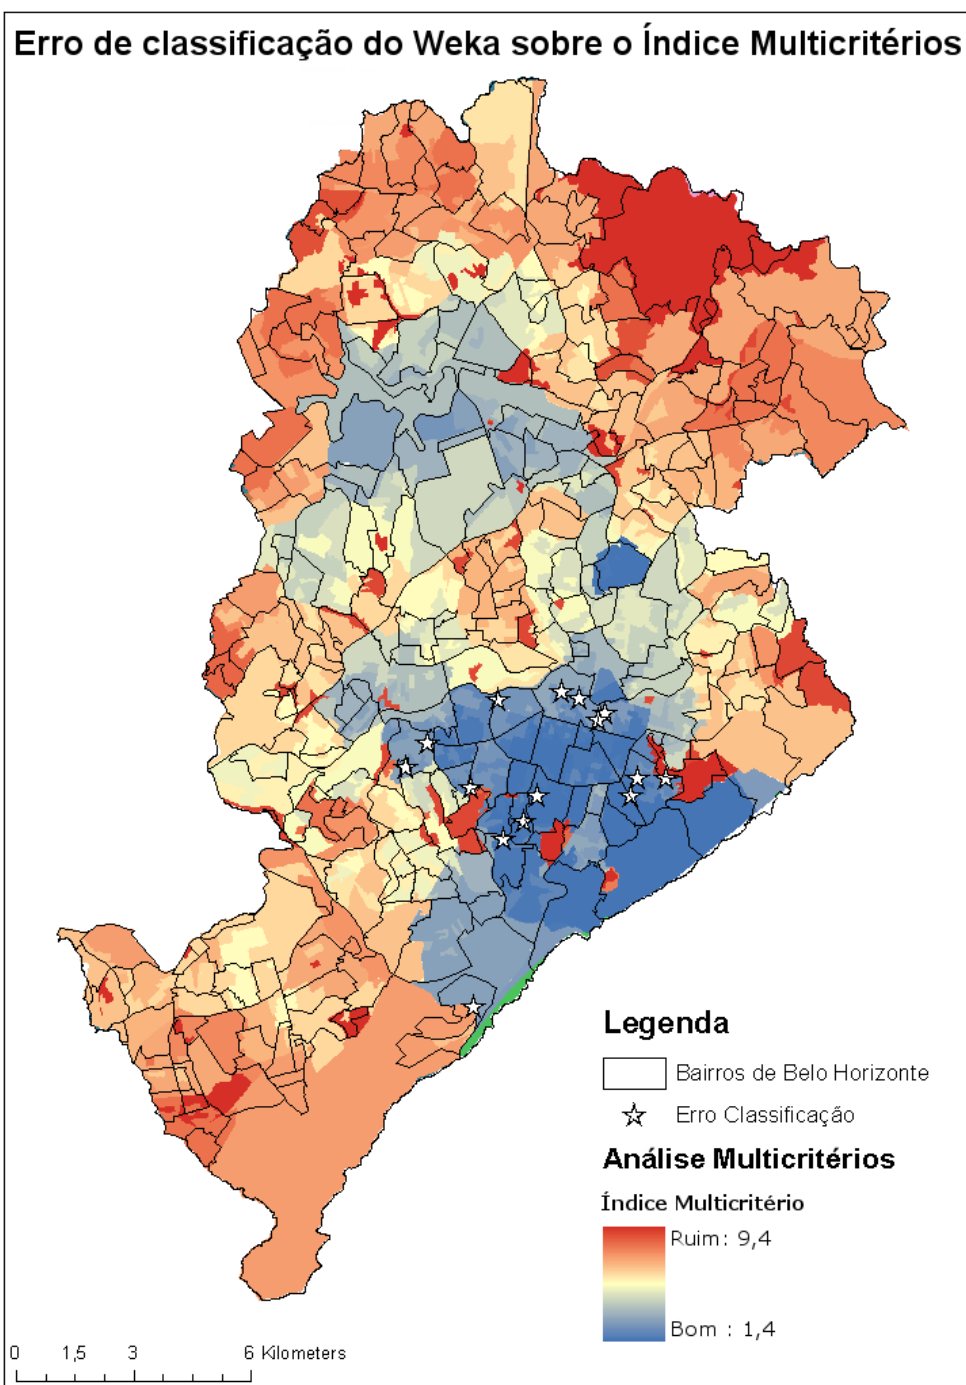 Erro de classificação do Weka sobre o Índice Multicritérios
Legenda
Bairros de Belo Horizonte
Erro Classificação
Análise Multicritérios
Índice Multicritério
Ruim: 9,4
Bom : 1,4
0 1,5 3 6 Kilometers